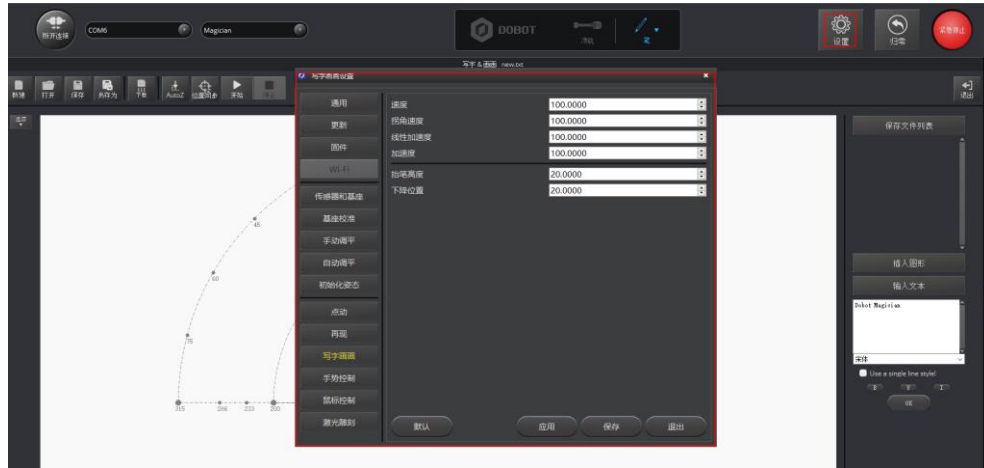 断开连接
COM6
Magician
DOBOT
滑轨
笔
设置
归零
紧急停止
写字 & 画画 new.txt
新建
打开
保存
另存为
下载
AutoZ
位置同步
开始
退出
写字画画设置
通用
更新
固件
Wi-Fi
传感器和基座
基座校准
手动调平
自动调平
初始化姿态
点动
再现
写字画画
手势控制
鼠标控制
激光雕刻
速度 100.0000
拐角速度 100.0000
线性加速度 100.0000
加速度 100.0000
抬笔高度 20.0000
下降位置 20.0000
默认
应用
保存
退出
45
60
75
315
266
233
200
保存文件列表
插入图形
输入文本
Dobot Magician
宋体
Use a single line style!
OK